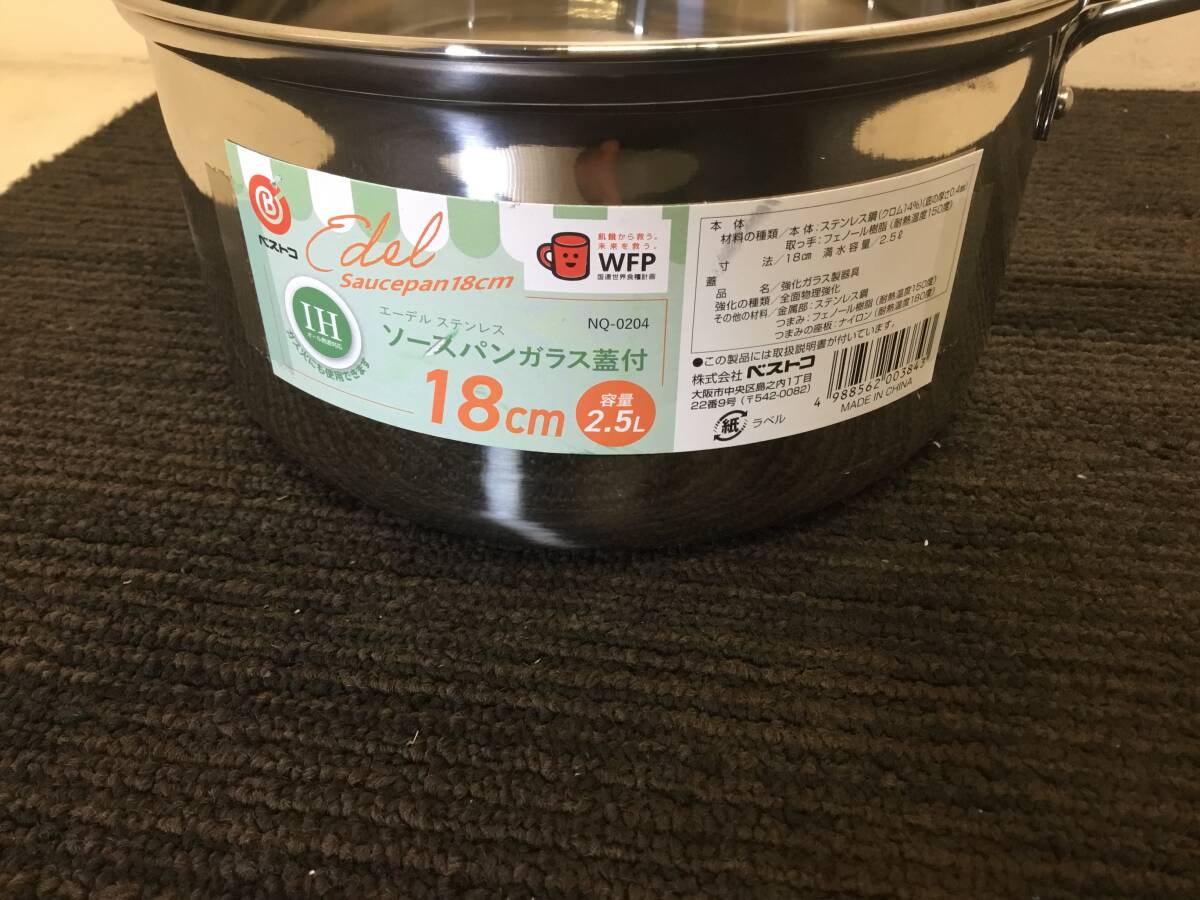 ベストコ
Edel
Saucepan18cm
IH
オール熱源対応
ガス火にも使用できます
エーデル ステンレス
ソースパンガラス蓋付
18cm
容量
2.5L
飢餓から救う。
未来を救う。
WFP
国連世界食糧計画
NQ-0204
本体
材料の種類/本体:ステンレス鋼(クロム14%)(底の厚さ0.4㎜)
取っ手:フェノール樹脂(耐熱温度150度)
寸法/18㎝ 満水容量/2.5ℓ
蓋
品名/強化ガラス製器具
強化の種類/全面物理強化
その他の材料/金属部:ステンレス鋼
つまみ:フェノール樹脂(耐熱温度150度)
つまみの座板:ナイロン(耐熱温度180度)
●この製品には取扱説明書が付いています。
株式会社 ベストコ
大阪市中央区島之内1丁目
22番9号(〒542-0082)
紙 ラベル
4 988562 003843
MADE IN CHINA